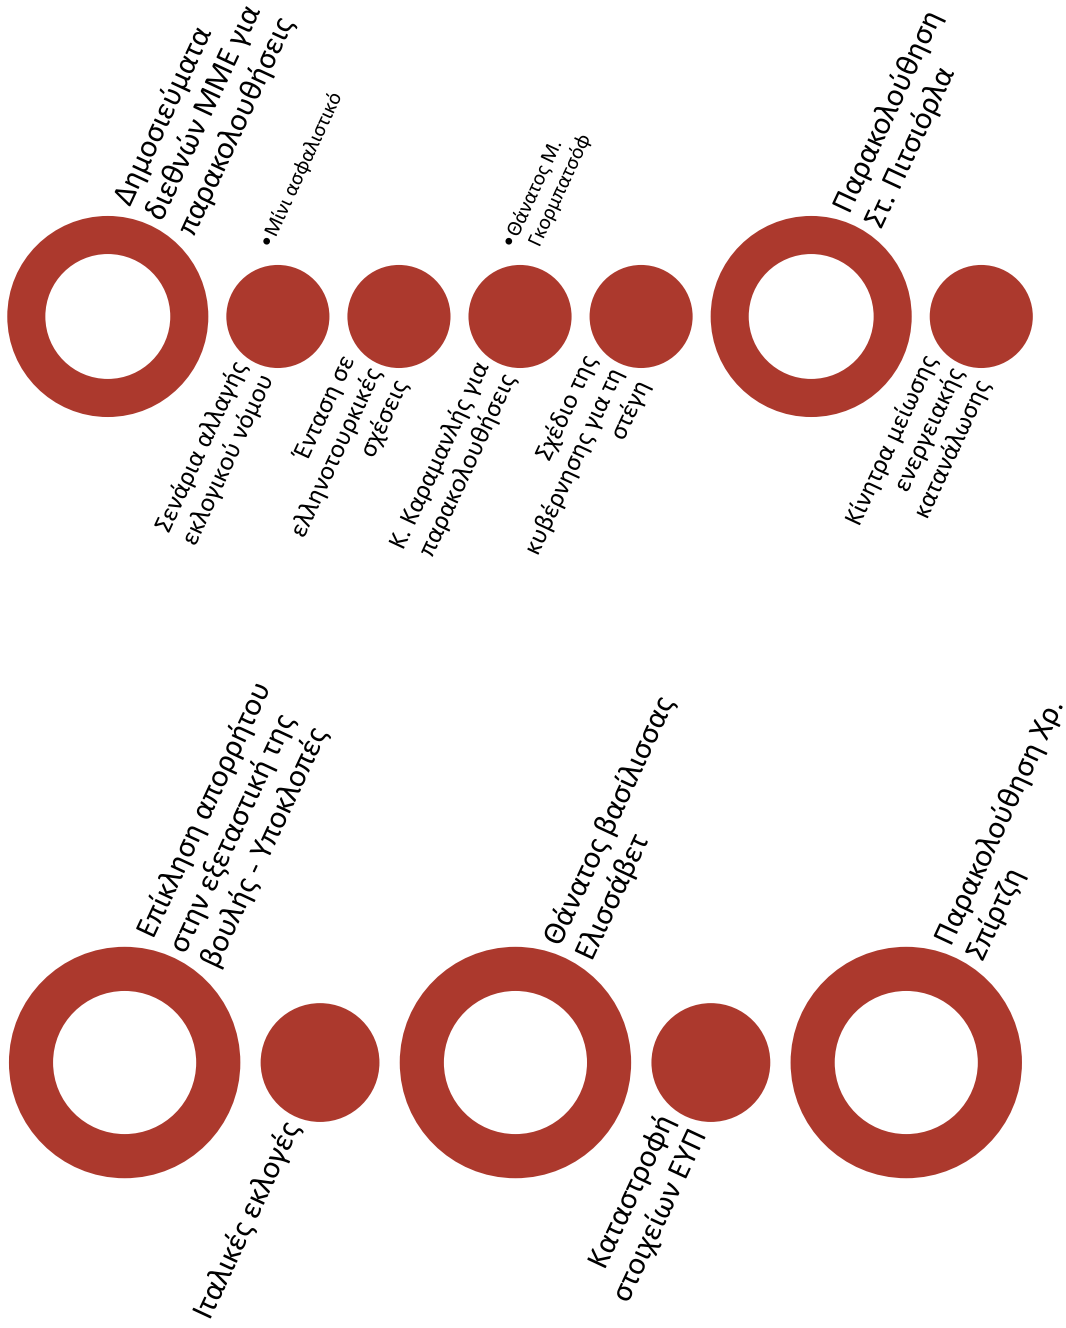 Δημοσιεύματα
διεθνών ΜΜΕ για
παρακολουθήσεις
Σενάρια αλλαγής
εκλογικού νόμου
•Μίνι ασφαλιστικό
Ένταση σε
ελληνοτουρκικές
σχέσεις
Κ. Καραμανλής για
παρακολουθήσεις
•Θάνατος Μ.
Γκορμπατσόφ
Σχέδιο της
κυβέρνησης για τη
στέγη
Παρακολούθηση
Στ. Πιτσιόρλα
Κίνητρα μείωσης
ενεργειακής
κατανάλωσης
Επίκληση απορρήτου
στην εξεταστική της
βουλής - Υποκλοπές
Ιταλικές εκλογές
Θάνατος βασίλισσας
Ελισσάβετ
Καταστροφή
στοιχείων ΕΥΠ
Παρακολούθηση Χρ.
Σπίρτζη